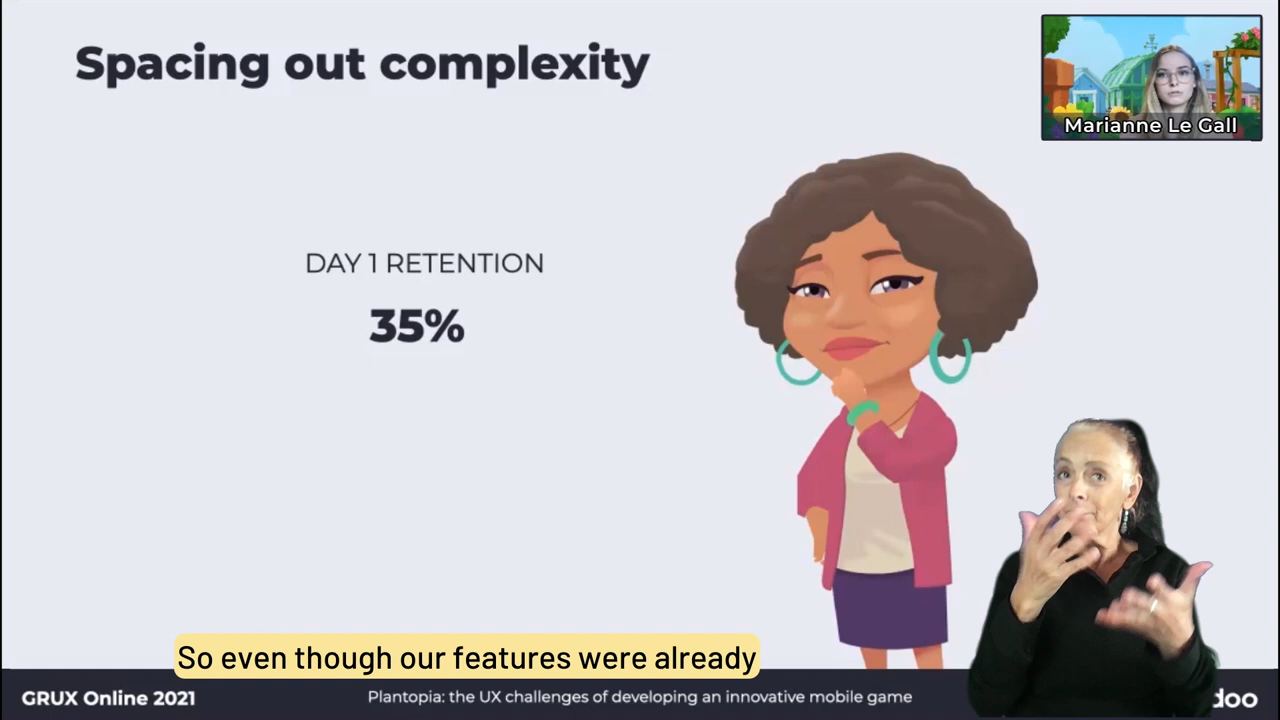 Spacing out complexity
Marianne Le Gall
DAY 1 RETENTION
35%
So even though our features were already
GRUX Online 2021
Plantopia: the UX challenges of developing an innovative mobile game
doo